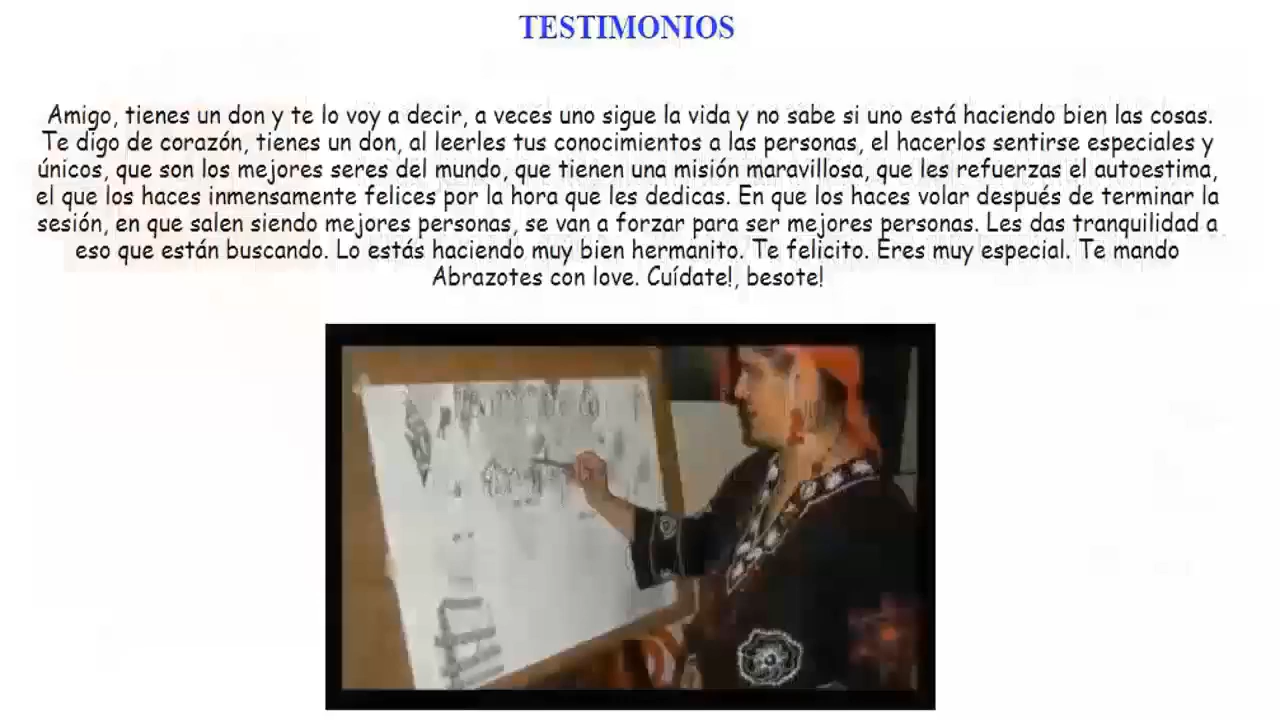 TESTIMONIOS
Amigo, tienes un don y te lo voy a decir, a veces uno sigue la vida y no sabe si uno está haciendo bien las cosas.
Te digo de corazón, tienes un don, al leerles tus conocimientos a las personas, el hacerlos sentirse especiales y
únicos, que son los mejores seres del mundo, que tienen una misión maravillosa, que les refuerzas el autoestima,
el que los haces inmensamente felices por la hora que les dedicas. En que los haces volar después de terminar la
sesión, en que salen siendo mejores personas, se van a forzar para ser mejores personas. Les das tranquilidad a
eso que están buscando. Lo estás haciendo muy bien hermanito. Te felicito. Eres muy especial. Te mando
Abrazotes con love. Cuídate!, besote!